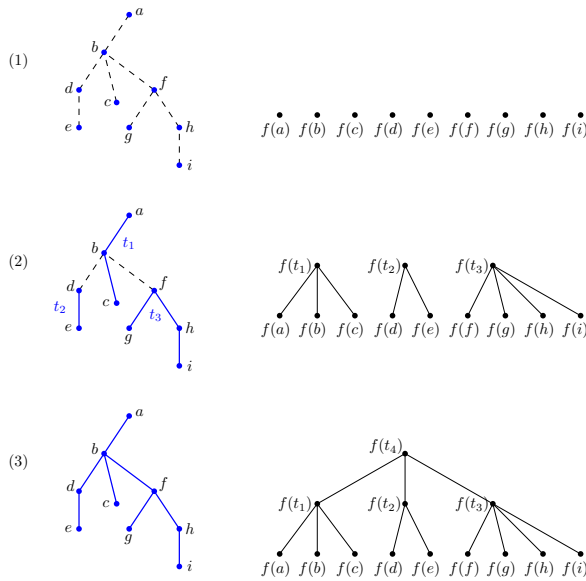 a
b
(1)
d
f
c
e
g
h
i
f(a) f(b) f(c) f(d) f(e) f(f) f(g) f(h) f(i)
a
t₁
b
(2)
f(t₁) f(t₂) f(t₃)
d
f
t₂
c
t₃
e
g
h
i
f(a) f(b) f(c) f(d) f(e) f(f) f(g) f(h) f(i)
a
b
f(t₄)
(3)
d
f
c
f(t₁) f(t₂) f(t₃)
e
g
h
i
f(a) f(b) f(c) f(d) f(e) f(f) f(g) f(h) f(i)